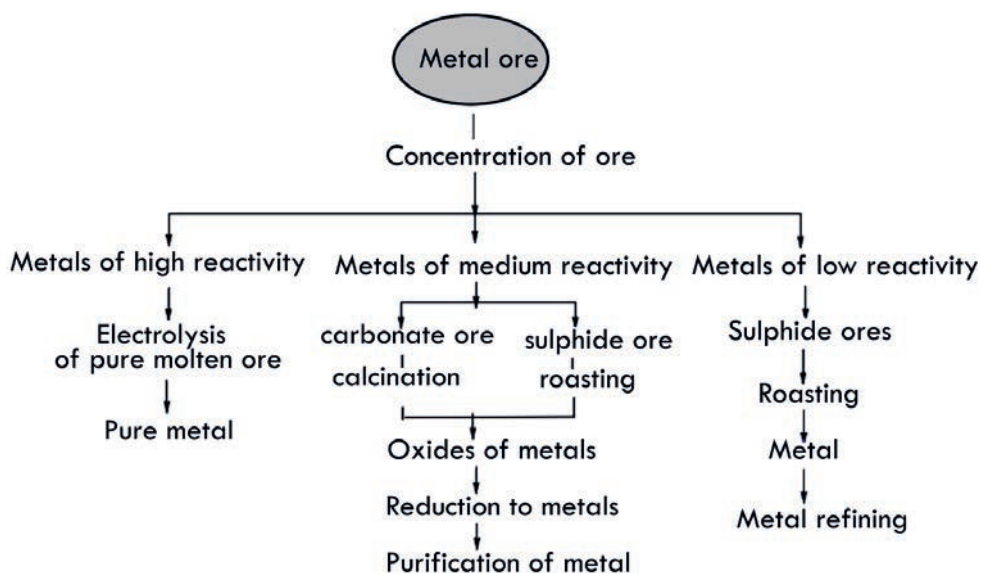 Metal ore
Concentration of ore
Metals of high reactivity
Metals of medium reactivity
Metals of low reactivity
Electrolysis
of pure molten ore
Pure metal
carbonate ore
calcination
sulphide ore
roasting
Oxides of metals
Reduction to metals
Purification of metal
Sulphide ores
Roasting
Metal
Metal refining